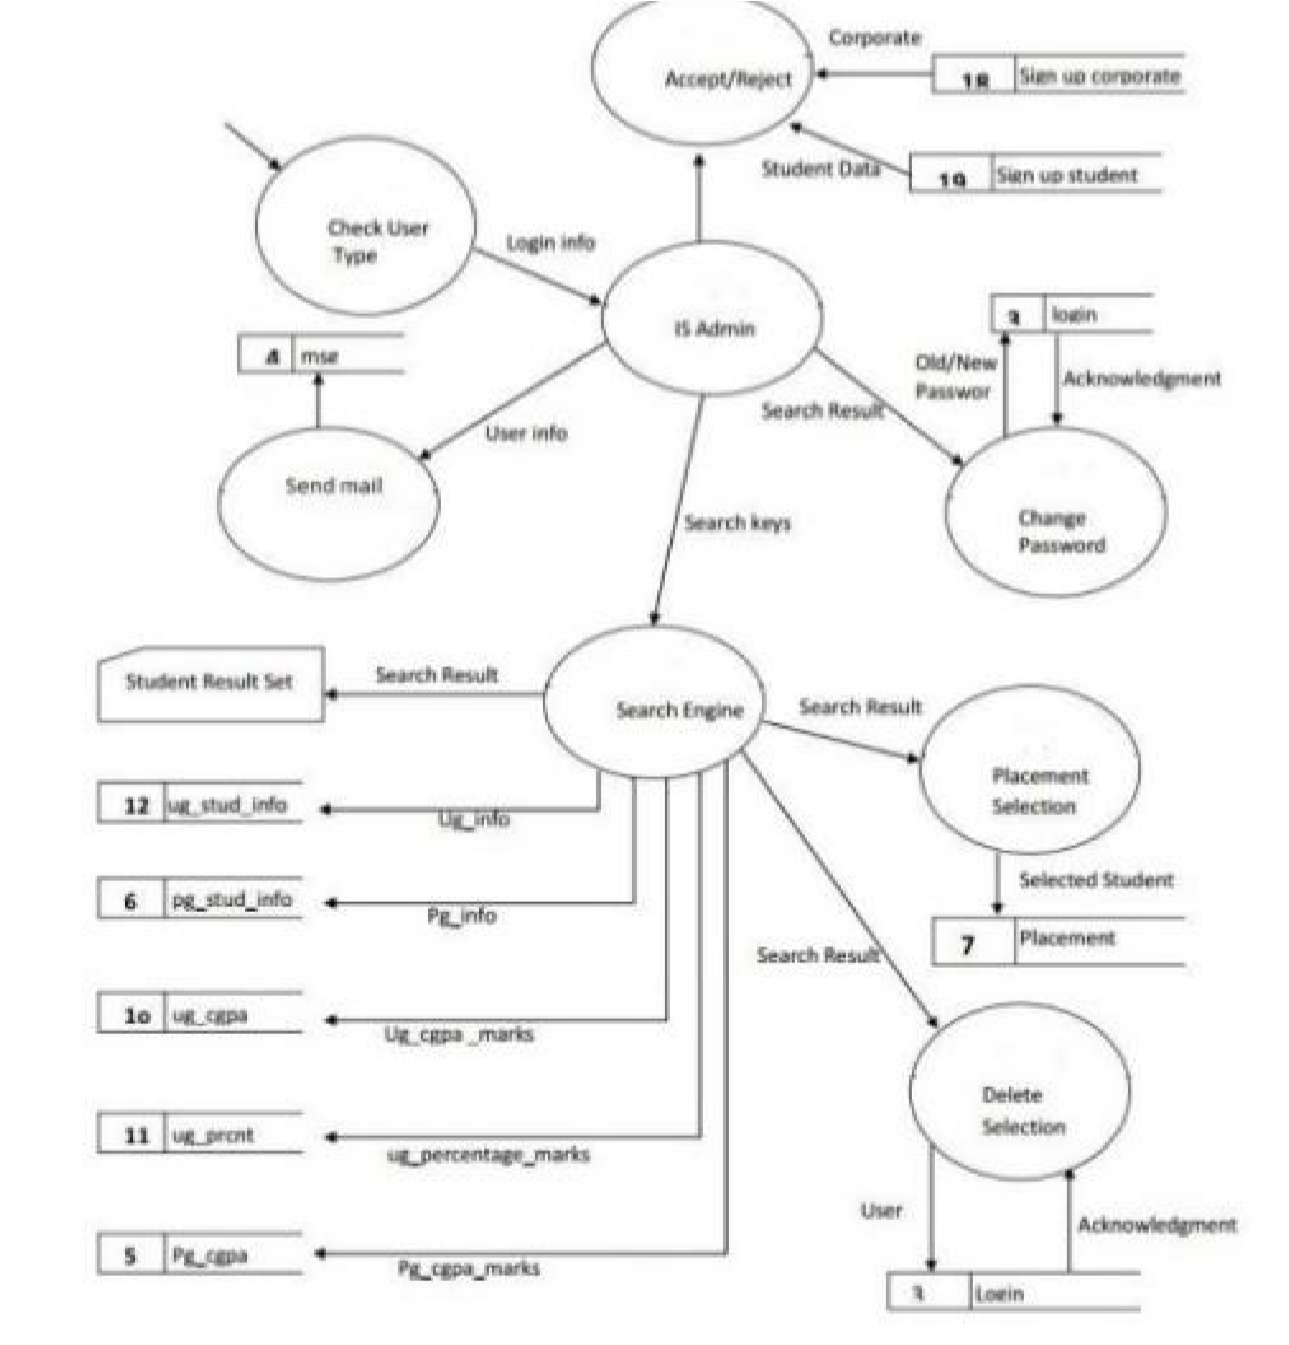 Corporate
Accept/Reject
18 Sign up corporate
Student Data
19 Sign up student
Check User
Type
Login info
IS Admin
login
4 mse
Old/New
Passwor
Acknowledgment
Search Result
User info
Send mail
Search keys
Change
Password
Student Result Set
Search Result
Search Engine
Search Result
Placement
Selection
12 ug_stud_info
Ug_info
Selected Student
6 pg_stud_info
Pg_info
7 Placement
Search Result
1o ug_cgpa
Ug_cgpa _marks
Delete
Selection
11 ug_prcnt
ug_percentage_marks
User
Acknowledgment
5 Pg_cgpa
Pg_cgpa_marks
Login